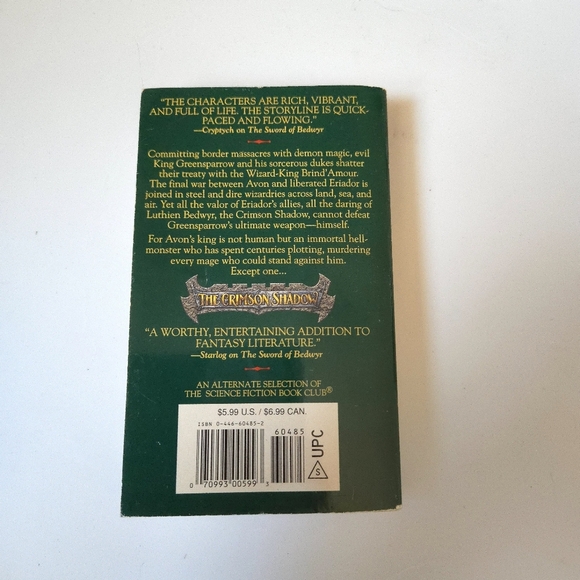 “THE CHARACTERS ARE RICH, VIBRANT,
AND FULL OF LIFE. THE STORYLINE IS QUICK-
PACED AND FLOWING.”
—Cryptych on The Sword of Bedwyr
Committing border massacres with demon magic, evil
King Greensparrow and his sorcerous dukes shatter
their treaty with the Wizard-King Brind'Amour.
The final war between Avon and liberated Eriador is
joined in steel and dire wizardries across land, sea, and
air. Yet all the valor of Eriador's allies, all the daring of
Luthien Bedwyr, the Crimson Shadow, cannot defeat
Greensparrow's ultimate weapon—himself.
For Avon's king is not human but an immortal hell-
monster who has spent centuries plotting, murdering
every mage who could stand against him.
Except one...
THE CRIMSON SHADOW
“A WORTHY, ENTERTAINING ADDITION TO
FANTASY LITERATURE.”
—Starlog on The Sword of Bedwyr
AN ALTERNATE SELECTION OF
THE SCIENCE FICTION BOOK CLUB®
$5.99 U.S. / $6.99 CAN.
ISBN 0-446-60485-2
60485
0 70993 00599 3
S UPC